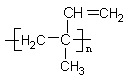 CH=CH₂
[H₂C—C]n
CH₃